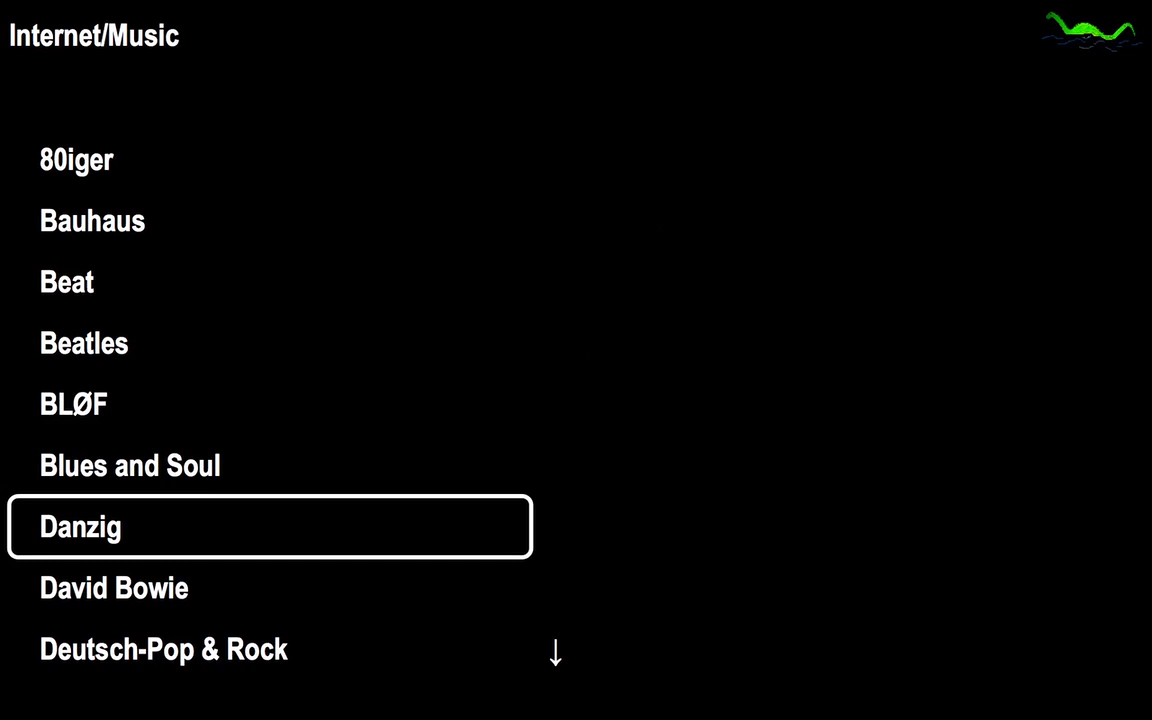 Internet/Music
80iger
Bauhaus
Beat
Beatles
BLØF
Blues and Soul
Danzig
David Bowie
Deutsch-Pop & Rock
↓